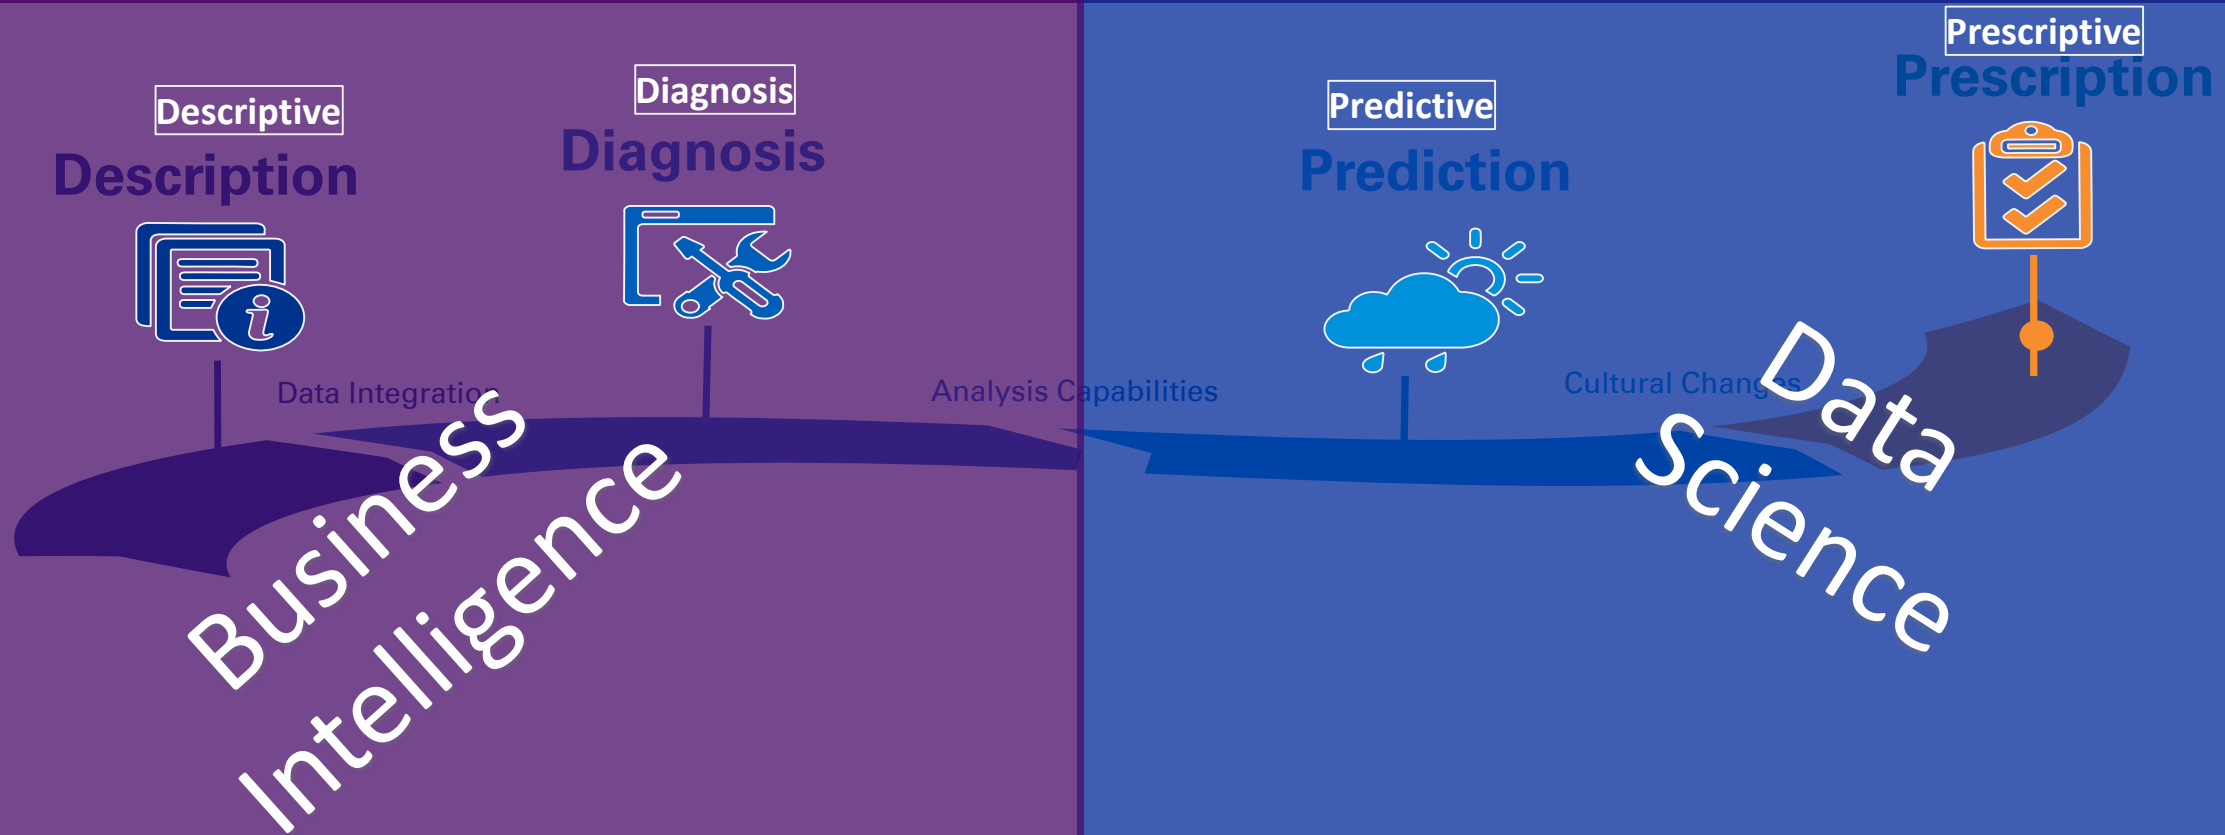 Descriptive
Description
Diagnosis
Diagnosis
Predictive
Prediction
Prescriptive
Prescription
Data Integration
Analysis Capabilities
Cultural Changes
Business
Intelligence
Data
Science
i